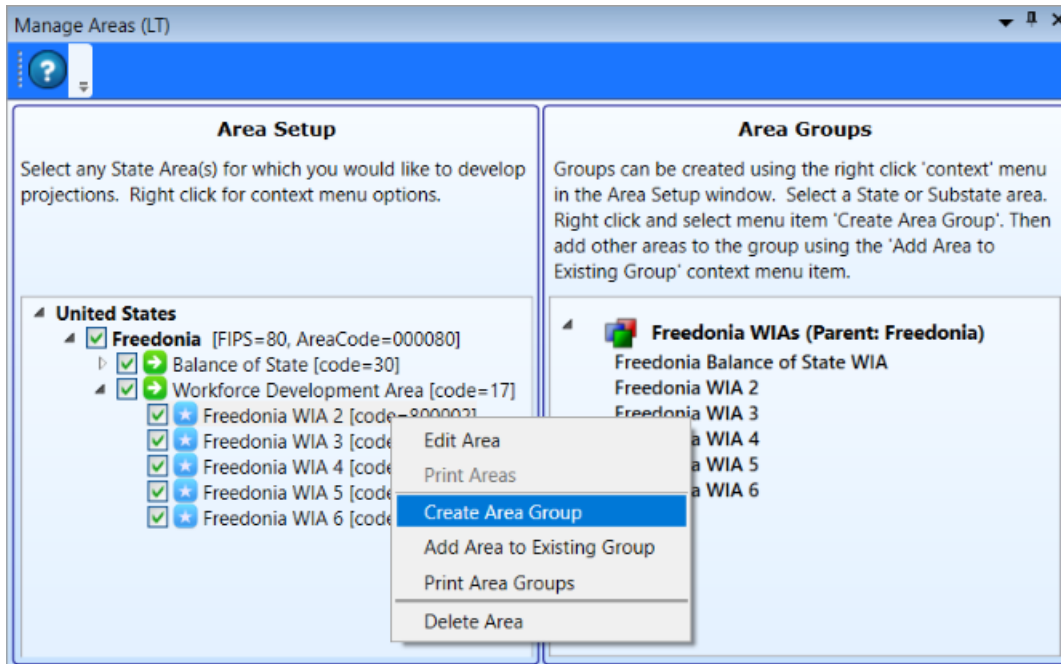 Manage Areas (LT)
?
Area Setup
Select any State Area(s) for which you would like to develop
projections. Right click for context menu options.
United States
Freedonia [FIPS=80, AreaCode=000080]
Balance of State [code=30]
Workforce Development Area [code=17]
Freedonia WIA 2 [code=800002]
Freedonia WIA 3 [code
Freedonia WIA 4 [code
Freedonia WIA 5 [code
Freedonia WIA 6 [code
Edit Area
Print Areas
Create Area Group
Add Area to Existing Group
Print Area Groups
Delete Area
Area Groups
Groups can be created using the right click 'context' menu
in the Area Setup window. Select a State or Substate area.
Right click and select menu item 'Create Area Group'. Then
add other areas to the group using the 'Add Area to
Existing Group' context menu item.
Freedonia WIAs (Parent: Freedonia)
Freedonia Balance of State WIA
Freedonia WIA 2
Freedonia WIA 3
a WIA 4
a WIA 5
a WIA 6